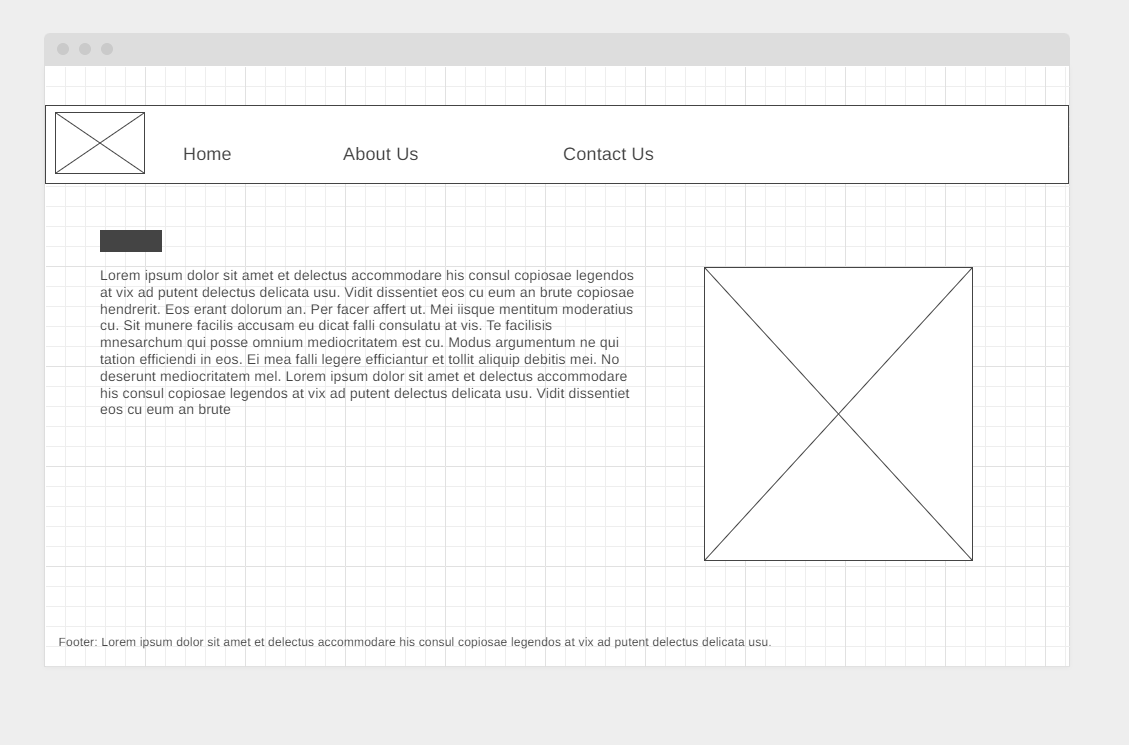 Home About Us Contact Us
Lorem ipsum dolor sit amet et delectus accommodare his consul copiosae legendos
at vix ad putent delectus delicata usu. Vidit dissentiet eos cu eum an brute copiosae
hendrerit. Eos erant dolorum an. Per facer affert ut. Mei iisque mentitum moderatius
cu. Sit munere facilis accusam eu dicat falli consulatu at vis. Te facilisis
mnesarchum qui posse omnium mediocritatem est cu. Modus argumentum ne qui
tation efficiendi in eos. Ei mea falli legere efficiantur et tollit aliquip debitis mei. No
deserunt mediocritatem mel. Lorem ipsum dolor sit amet et delectus accommodare
his consul copiosae legendos at vix ad putent delectus delicata usu. Vidit dissentiet
eos cu eum an brute
Footer: Lorem ipsum dolor sit amet et delectus accommodare his consul copiosae legendos at vix ad putent delectus delicata usu.